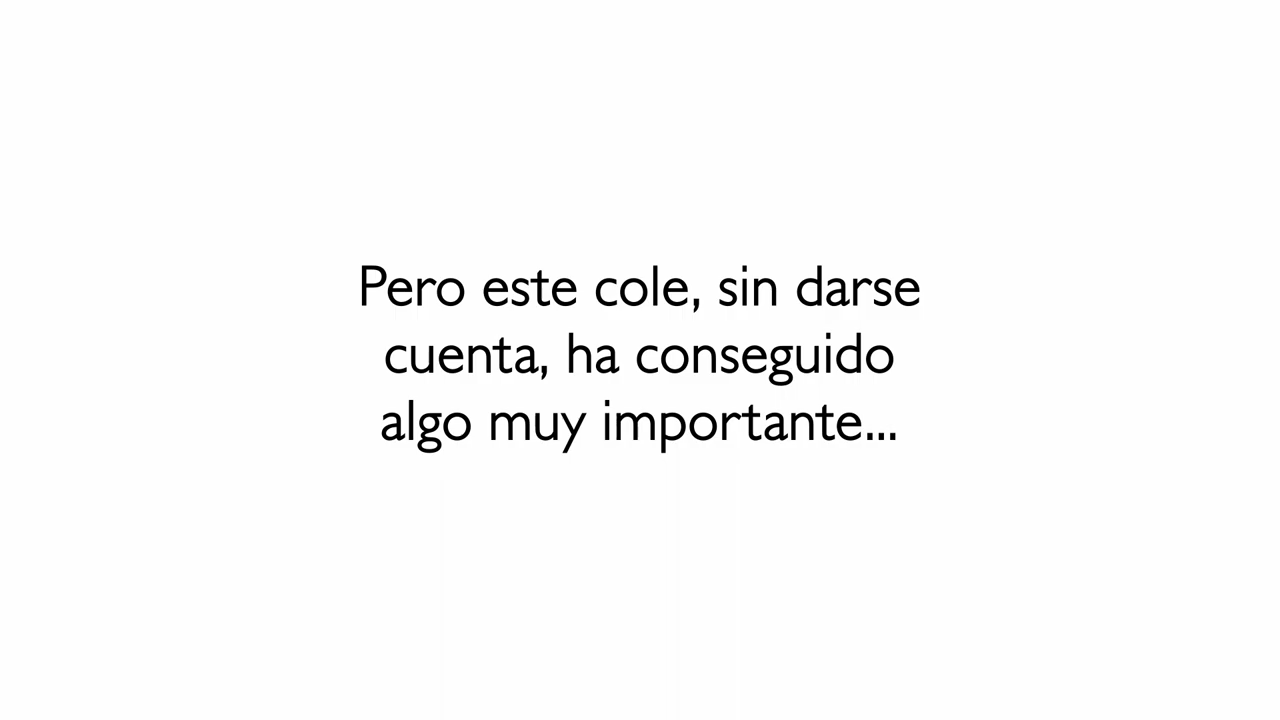 Pero este cole, sin darse
cuenta, ha conseguido
algo muy importante...